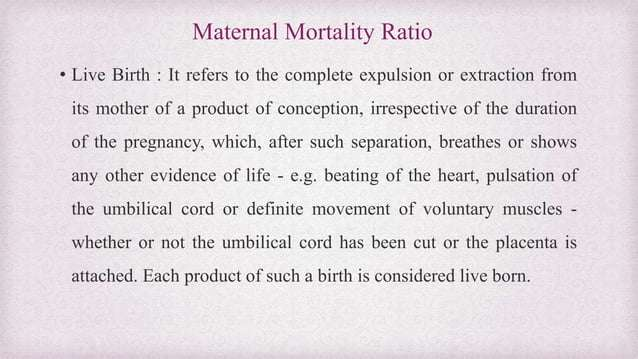 Maternal Mortality Ratio
• Live Birth : It refers to the complete expulsion or extraction from
its mother of a product of conception, irrespective of the duration
of the pregnancy, which, after such separation, breathes or shows
any other evidence of life - e.g. beating of the heart, pulsation of
the umbilical cord or definite movement of voluntary muscles -
whether or not the umbilical cord has been cut or the placenta is
attached. Each product of such a birth is considered live born.